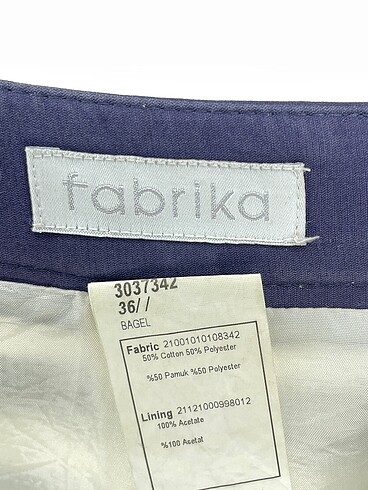 fabrika
3037342
36/ /
BAGEL
Fabric 21001010108342
50% Cotton 50% Polyester
%50 Pamuk %50 Polyester
Lining 21121000998012
100% Acetate
%100 Asetat